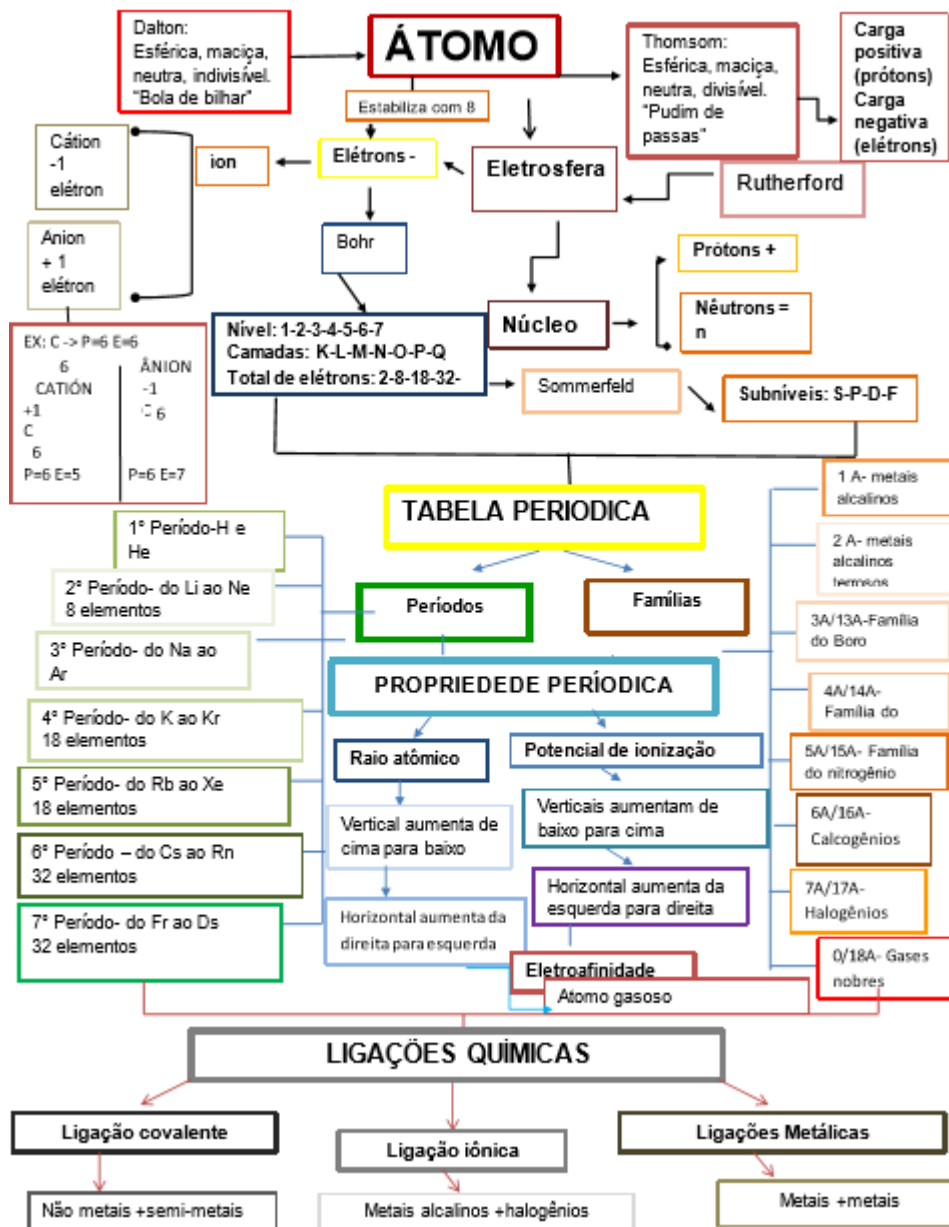 Dalton:
Esférica, maciça,
neutra, indivisível.
"Bola de bilhar"
ÁTOMO
Thomsom:
Esférica, maciça,
neutra, divisível.
"Pudim de
passas"
Carga
positiva
(prótons)
Carga
negativa
(elétrons)
Estabiliza com 8
Cátion
-1
elétron
ion
Elétrons -
Eletrosfera
Rutherford
Anion
+ 1
elétron
Bohr
Prótons +
Núcleo
Nêutrons =
n
Nível: 1-2-3-4-5-6-7
Camadas: K-L-M-N-O-P-Q
Total de elétrons: 2-8-18-32-
EX: C -> P=6 E=6
6
CATIÓN
+1
C
6
P=6 E=5
ÂNION
-1
C 6
P=6 E=7
Sommerfeld
Subníveis: S-P-D-F
TABELA PERIODICA
Períodos
Famílias
1° Período-H e
He
2° Período- do Li ao Ne
8 elementos
3° Período- do Na ao
Ar
4° Período- do K ao Kr
18 elementos
5° Período- do Rb ao Xe
18 elementos
6° Período – do Cs ao Rn
32 elementos
7° Período- do Fr ao Ds
32 elementos
1 A- metais
alcalinos
2 A- metais
alcalinos
terrosos
3A/13A-Família
do Boro
4A/14A-
Família do
5A/15A- Família
do nitrogênio
6A/16A-
Calcogênios
7A/17A-
Halogênios
0/18A- Gases
nobres
PROPRIEDEDE PERÍODICA
Raio atômico
Potencial de ionização
Vertical aumenta de
cima para baixo
Verticais aumentam de
baixo para cima
Horizontal aumenta da
direita para esquerda
Horizontal aumenta da
esquerda para direita
Eletroafinidade
Atomo gasoso
LIGAÇÕES QUÍMICAS
Ligação covalente
Ligação iônica
Ligações Metálicas
Não metais +semi-metais
Metais alcalinos +halogênios
Metais +metais